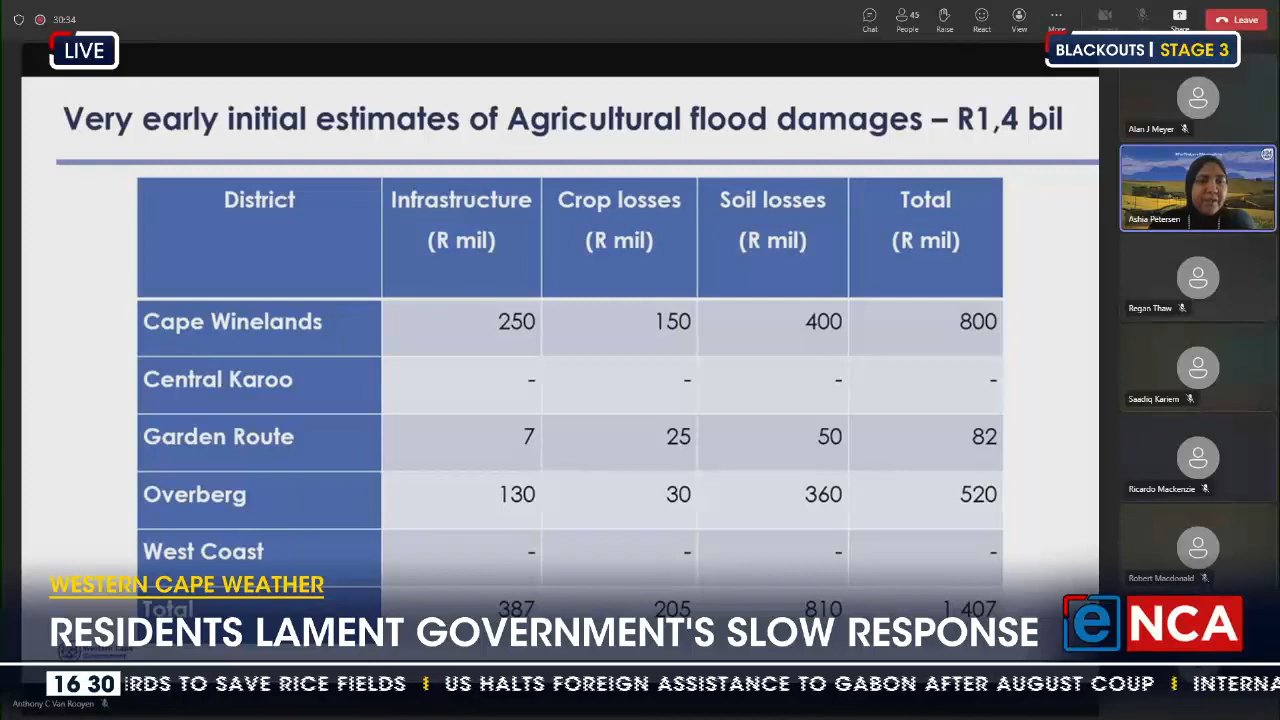 30:34
Chat
45
People
Raise
React
View
More
Share
Leave
LIVE
BLACKOUTS | STAGE 3
Very early initial estimates of Agricultural flood damages – R1,4 bil
District Infrastructure (R mil) Crop losses (R mil) Soil losses (R mil) Total (R mil)
Cape Winelands 250 150 400 800
Central Karoo - - - -
Garden Route 7 25 50 82
Overberg 130 30 360 520
West Coast - - - -
Total 387 205 810 1 407
Alan J Meyer
Ashia Petersen
Regan Thaw
Saadiq Kariem
Ricardo Mackenzie
Robert Macdonald
WESTERN CAPE WEATHER
RESIDENTS LAMENT GOVERNMENT'S SLOW RESPONSE
eNCA
Western Cape
16 30
IRDS TO SAVE RICE FIELDS US HALTS FOREIGN ASSISTANCE TO GABON AFTER AUGUST COUP INTERNA
Anthony C Van Rooyen